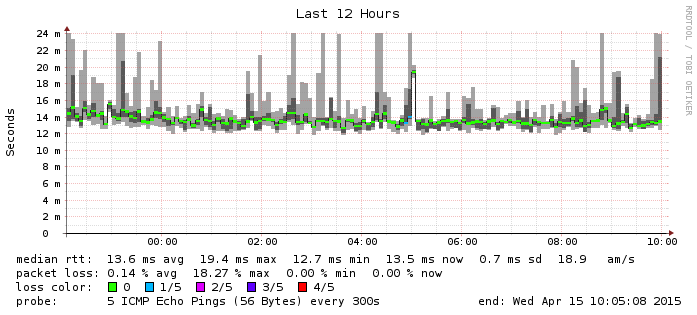 Last 12 Hours
RRDTOOL / TOBI OETIKER
Seconds
24 m
22 m
20 m
18 m
16 m
14 m
12 m
10 m
8 m
6 m
4 m
2 m
0
00:00 02:00 04:00 06:00 08:00 10:00
median rtt: 13.6 ms avg 19.4 ms max 12.7 ms min 13.5 ms now 0.7 ms sd 18.9 am/s
packet loss: 0.14 % avg 18.27 % max 0.00 % min 0.00 % now
loss color: 0 1/5 2/5 3/5 4/5
probe: 5 ICMP Echo Pings (56 Bytes) every 300s end: Wed Apr 15 10:05:08 2015